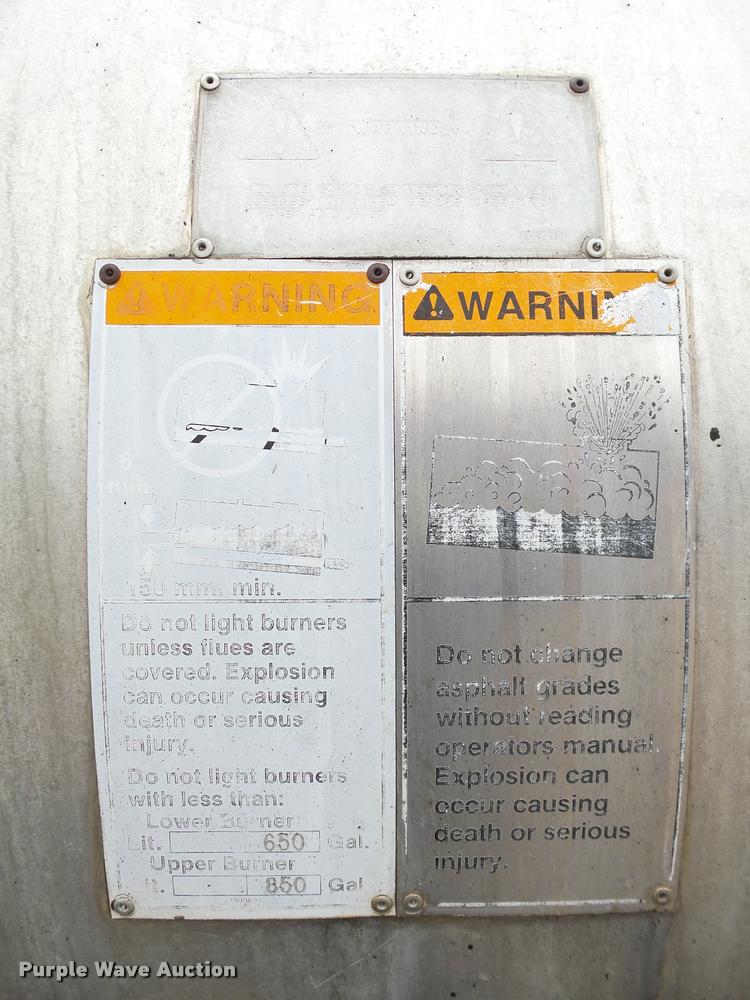 WARNING
WARNING
150 mm. min.
Do not light burners
unless flues are
covered. Explosion
can occur causing
death or serious
injury.
Do not light burners
with less than:
Lower Burner
Lit. 650 Gal.
Upper Burner
850 Gal
WARNI
Do not change
asphalt grades
without reading
operators manual.
Explosion can
occur causing
death or serious
injury.
Purple Wave Auction